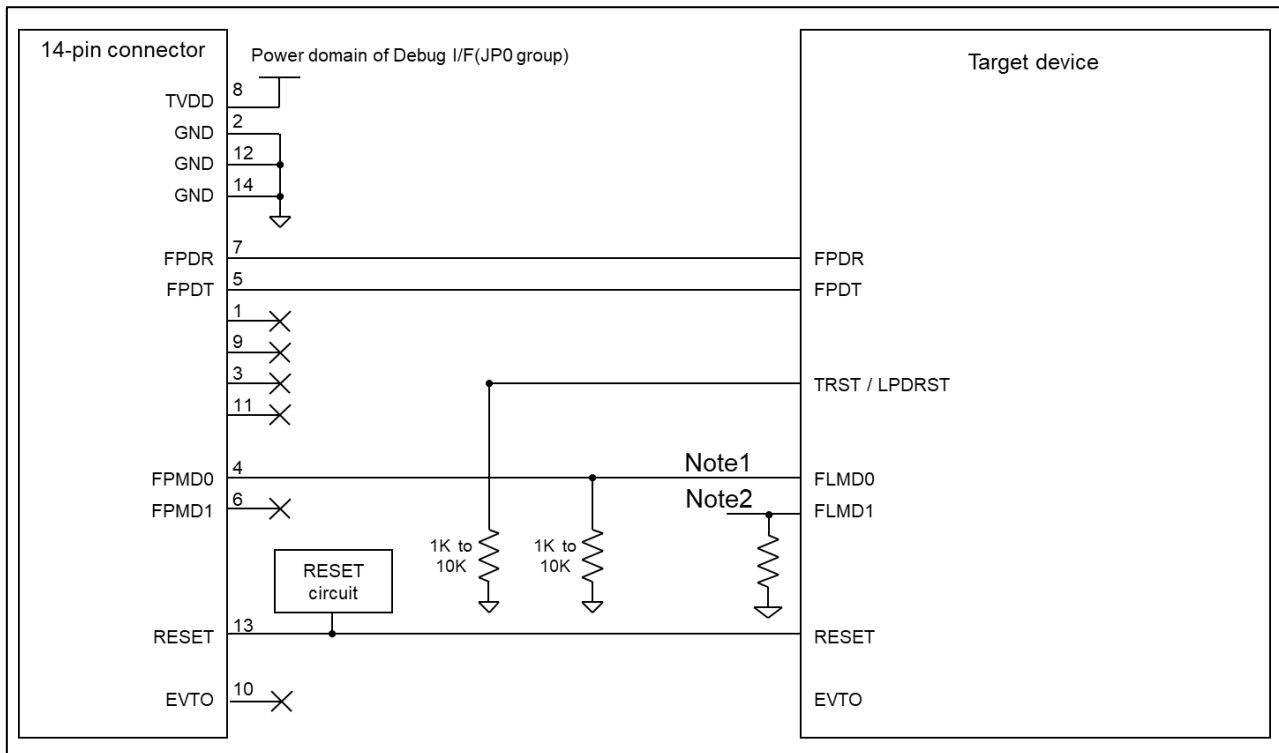 14-pin connector
Power domain of Debug I/F(JP0 group)
Target device
TVDD 8
GND 2
GND 12
GND 14
FPDR 7 FPDR
FPDT 5 FPDT
1
9
3
TRST / LPDRST
11
FPMD0 4 Note1 FLMD0
FPMD1 6 Note2 FLMD1
1K to
10K
1K to
10K
RESET
circuit
RESET 13 RESET
EVTO 10 EVTO